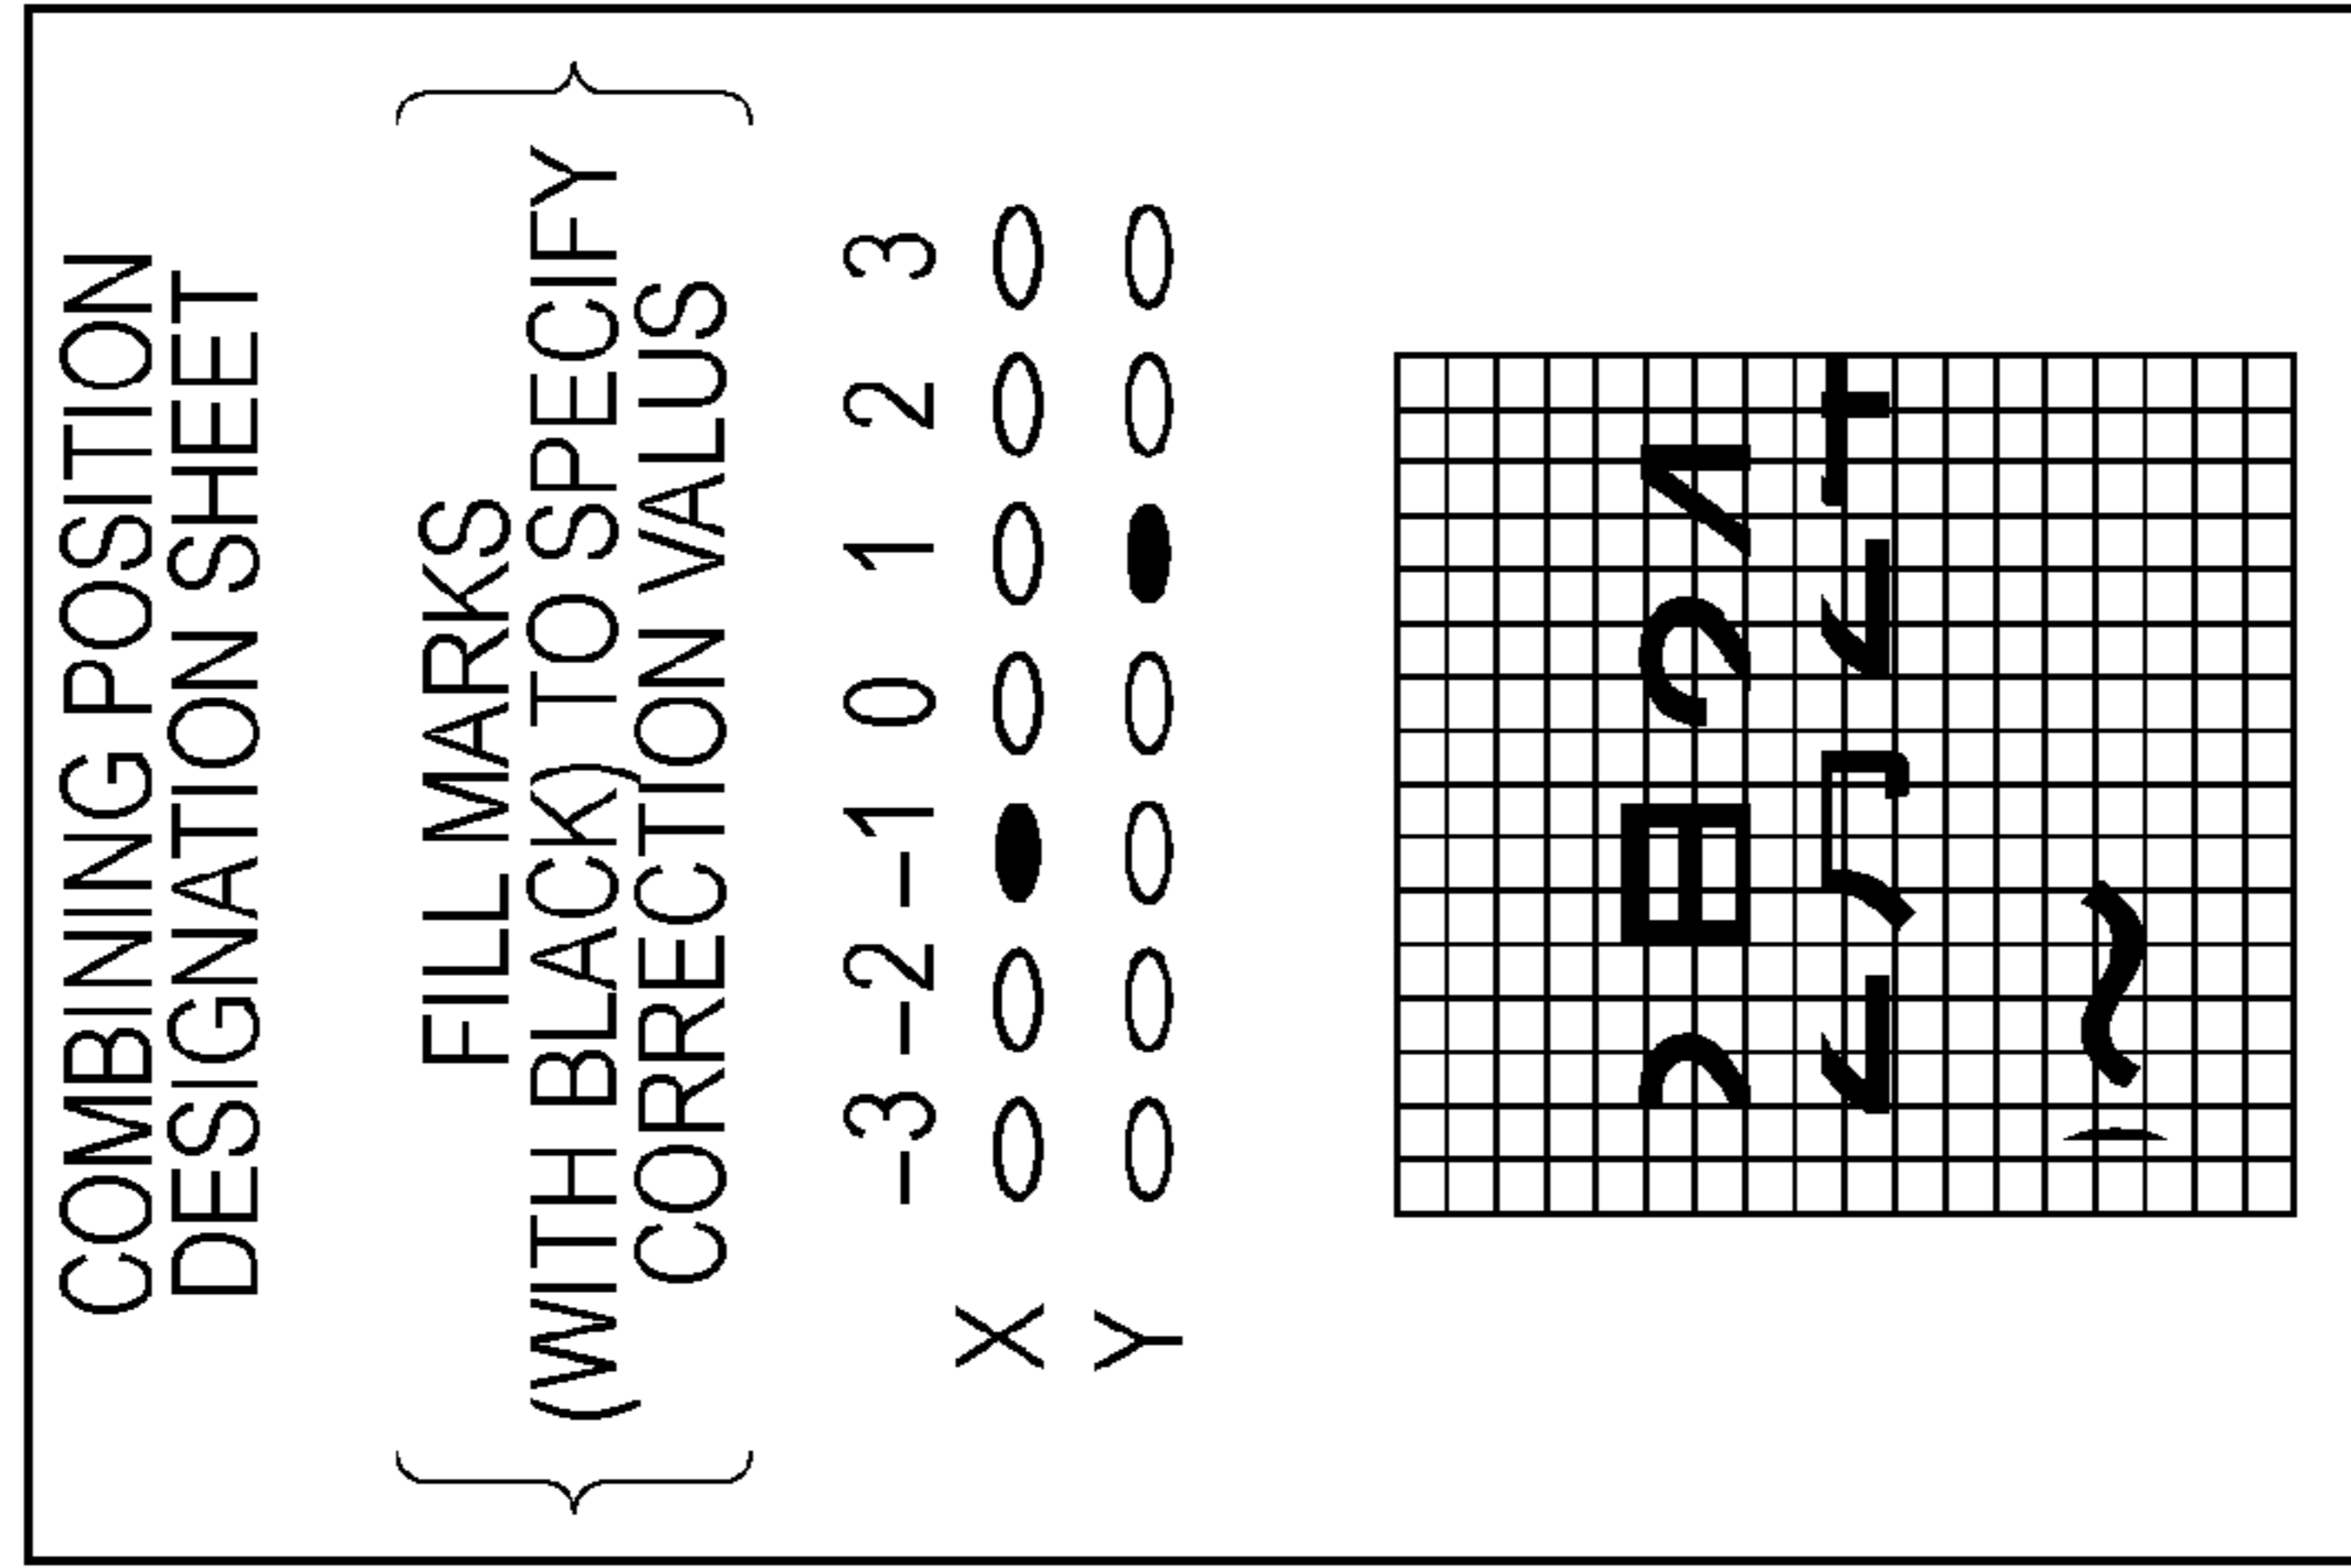 COMBINING POSITION
DESIGNATION SHEET
FILL MARKS
(WITH BLACK) TO SPECIFY
CORRECTION VALUS
-3 -2 -1 0 1 2 3
X
Y